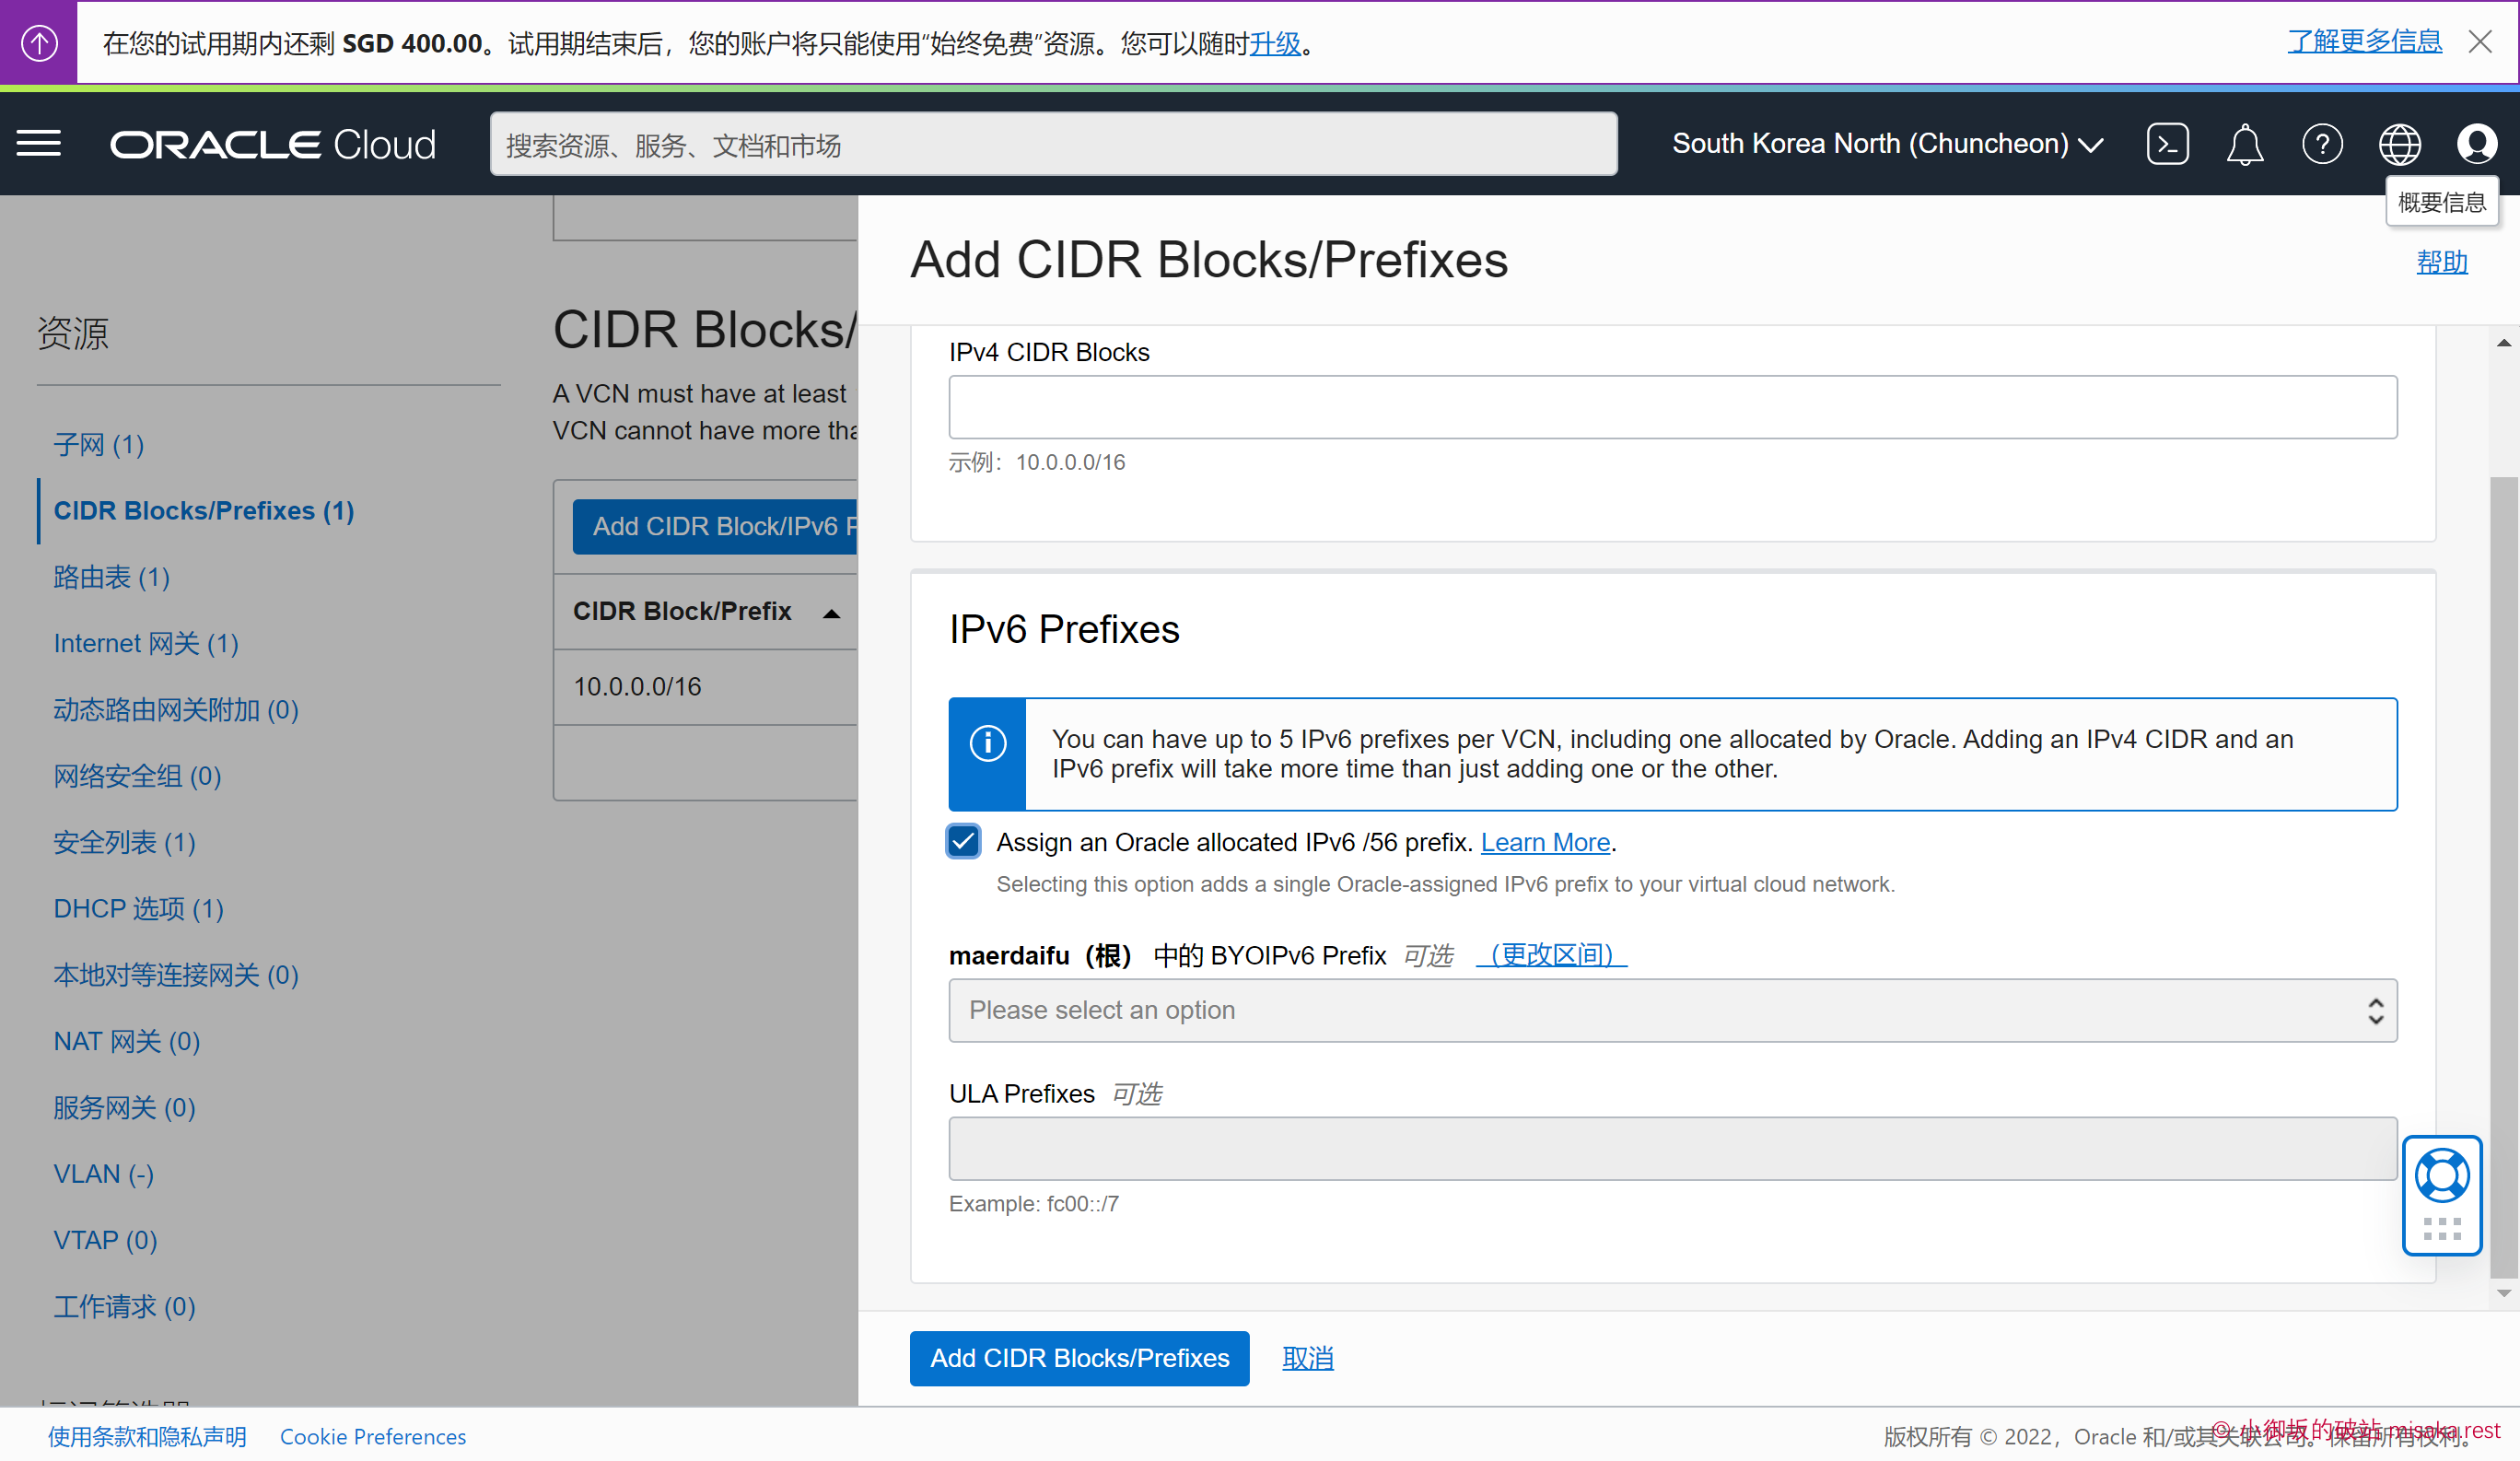 在您的试用期内还剩 SGD 400.00。试用期结束后，您的账户将只能使用“始终免费”资源。您可以随时升级。
了解更多信息
ORACLE Cloud
搜索资源、服务、文档和市场
South Korea North (Chuncheon)
概要信息
资源
子网 (1)
CIDR Blocks/Prefixes (1)
路由表 (1)
Internet 网关 (1)
动态路由网关附加 (0)
网络安全组 (0)
安全列表 (1)
DHCP 选项 (1)
本地对等连接网关 (0)
NAT 网关 (0)
服务网关 (0)
VLAN (-)
VTAP (0)
工作请求 (0)
CIDR Blocks/
A VCN must have at least
VCN cannot have more tha
Add CIDR Block/IPv6 P
CIDR Block/Prefix
10.0.0.0/16
Add CIDR Blocks/Prefixes
帮助
IPv4 CIDR Blocks
示例：10.0.0.0/16
IPv6 Prefixes
You can have up to 5 IPv6 prefixes per VCN, including one allocated by Oracle. Adding an IPv4 CIDR and an
IPv6 prefix will take more time than just adding one or the other.
Assign an Oracle allocated IPv6 /56 prefix. Learn More.
Selecting this option adds a single Oracle-assigned IPv6 prefix to your virtual cloud network.
maerdaifu（根） 中的 BYOIPv6 Prefix 可选 （更改区间）
Please select an option
ULA Prefixes 可选
Example: fc00::/7
Add CIDR Blocks/Prefixes
取消
使用条款和隐私声明
Cookie Preferences
版权所有 © 2022，Oracle 和/或其关联公司。保留所有权利。
© 小御坂的破站 misaka.rest